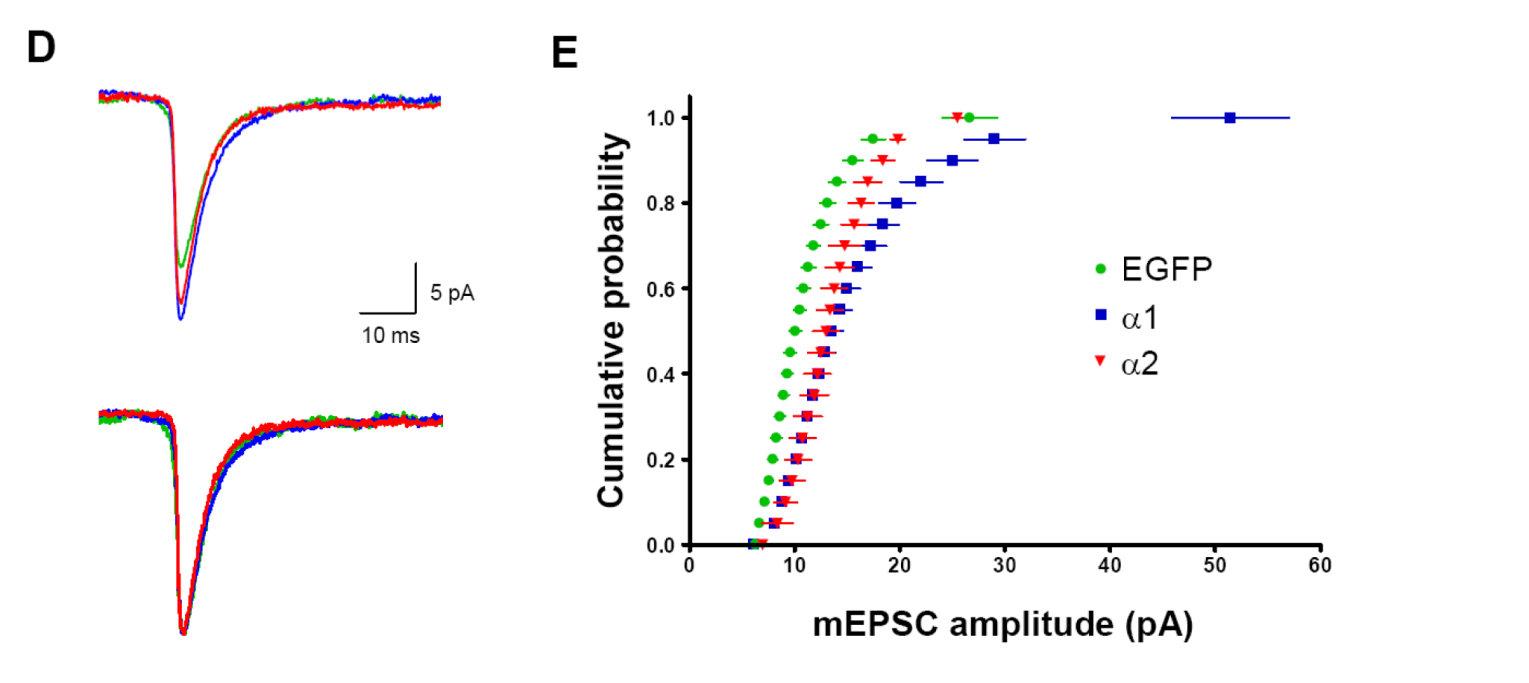 D
E
5 pA
10 ms
Cumulative probability
1.0
0.8
0.6
0.4
0.2
0.0
0 10 20 30 40 50 60
mEPSC amplitude (pA)
EGFP
α1
α2